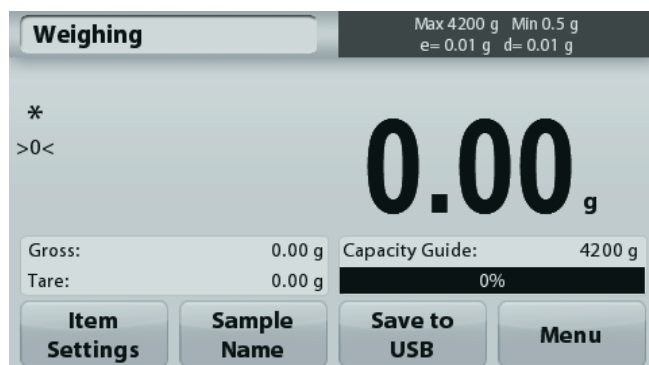 Weighing
Max 4200 g Min 0.5 g
e= 0.01 g d= 0.01 g
*
>0<
0.00 g
Gross: 0.00 g
Tare: 0.00 g
Capacity Guide: 4200 g
0%
Item
Settings
Sample
Name
Save to
USB
Menu